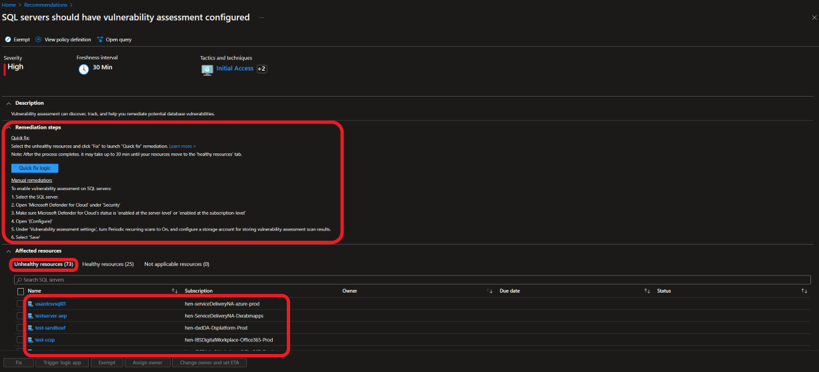 Home > Recommendations >
SQL servers should have vulnerability assessment configured ...
Exempt View policy definition Open query
Severity
High
Freshness interval
30 Min
Tactics and techniques
Initial Access +2
Description
Vulnerability assessment can discover, track, and help you remediate potential database vulnerabilities.
Remediation steps
Quick fix:
Select the unhealthy resources and click "Fix" to launch "Quick fix" remediation. Learn more >
Note: After the process completes, it may take up to 30 min until your resources move to the 'healthy resources' tab.
Quick fix logic
Manual remediation:
To enable vulnerability assessment on SQL servers:
1. Select the SQL server.
2. Open 'Microsoft Defender for Cloud' under 'Security'
3. Make sure Microsoft Defender for Cloud's status is 'enabled at the server-level' or 'enabled at the subscription-level'
4. Open '(Configure)'
5. Under 'Vulnerability assessment settings', turn Periodic recurring scans to On, and configure a storage account for storing vulnerability assessment scan results.
6. Select 'Save'
Affected resources
Unhealthy resources (73) Healthy resources (25) Not applicable resources (0)
Search SQL servers
Name Subscription Owner Due date Status
hen-serviceDeliveryNA-azure-prod
testserver-aep hen-ServiceDeliveryNA-Databmapps
hen-dxdDA-Diplatform-Prod
test-ccip hen-IBSDigitalWorkplace-Office365-Prod
Fix Trigger logic app Exempt Assign owner Change owner and set ETA